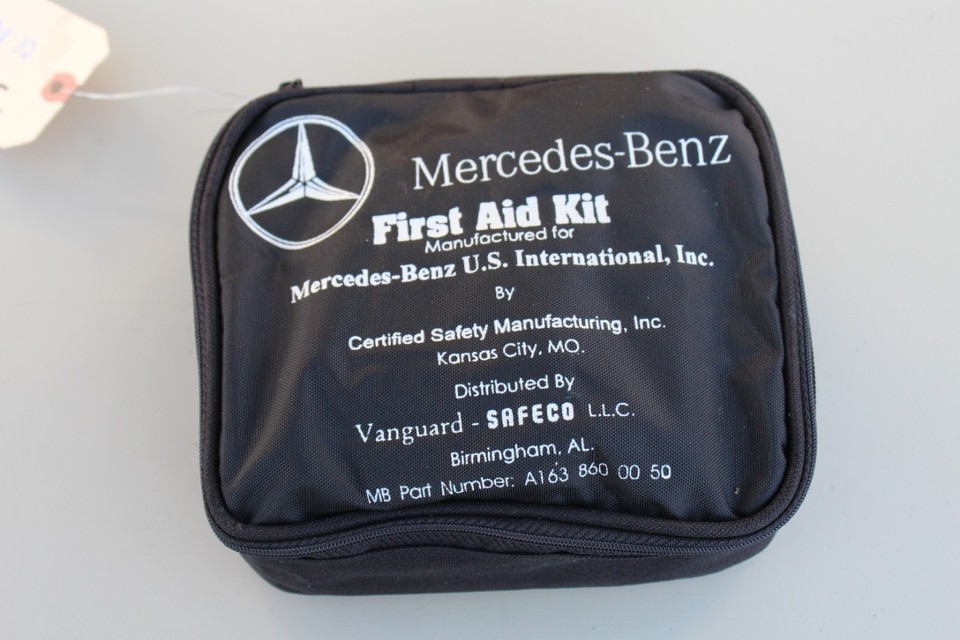 Mercedes-Benz
First Aid Kit
Manufactured for
Mercedes-Benz U.S. International, Inc.
By
Certified Safety Manufacturing, Inc.
Kansas City, MO.
Distributed By
Vanguard - SAFECO L.L.C.
Birmingham, AL.
MB Part Number: A163 860 00 50